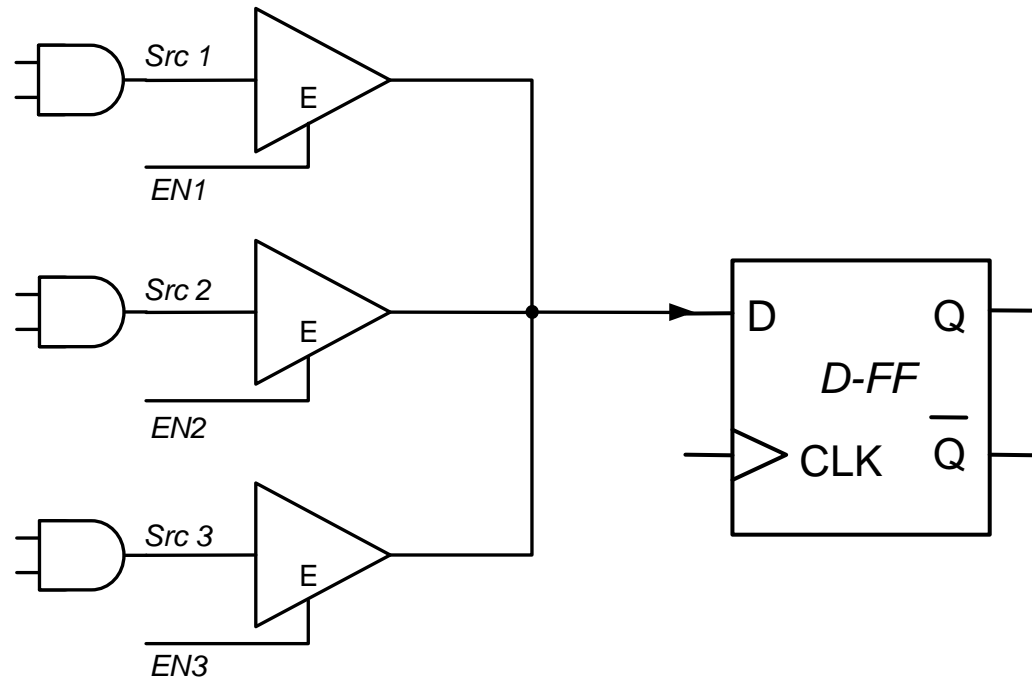 Src 1
E
EN1
Src 2
E
EN2
D Q
D-FF
CLK Q̅
Src 3
E
EN3